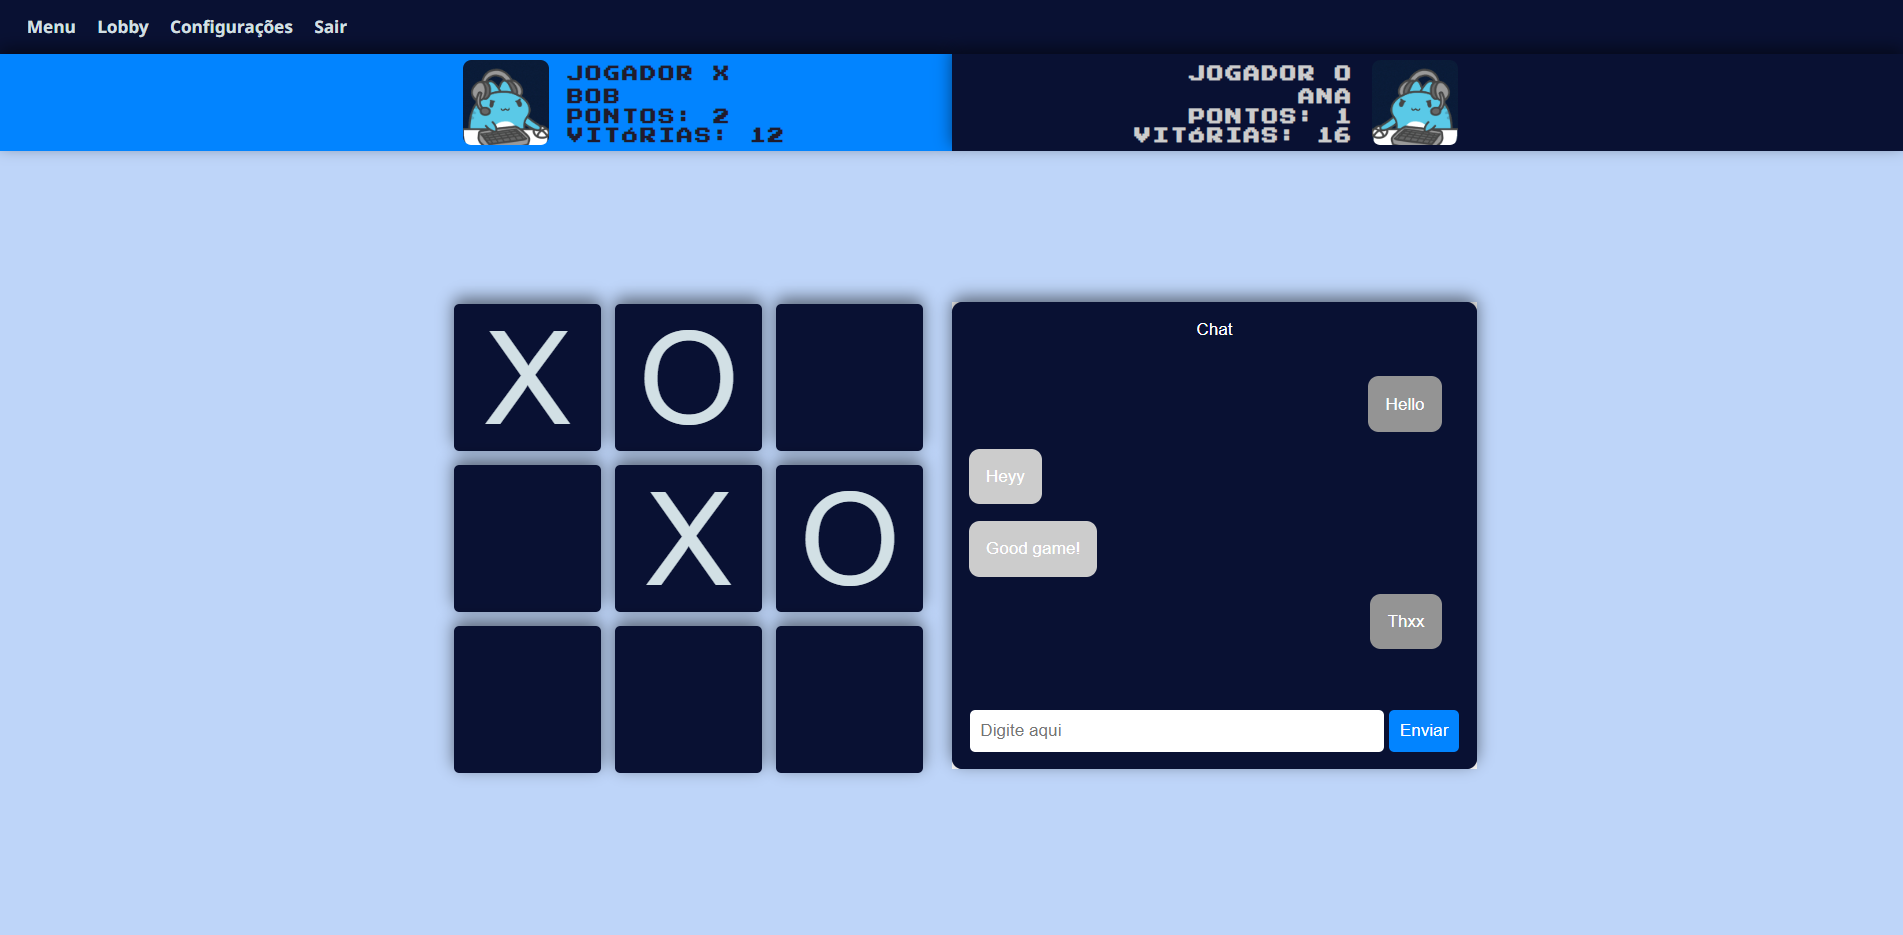 Menu Lobby Configurações Sair
JOGADOR X
BOB
PONTOS: 2
VITóRIAS: 12
JOGADOR O
ANA
PONTOS: 1
VITóRIAS: 16
X O
X O
Chat
Hello
Heyy
Good game!
Thxx
Digite aqui
Enviar